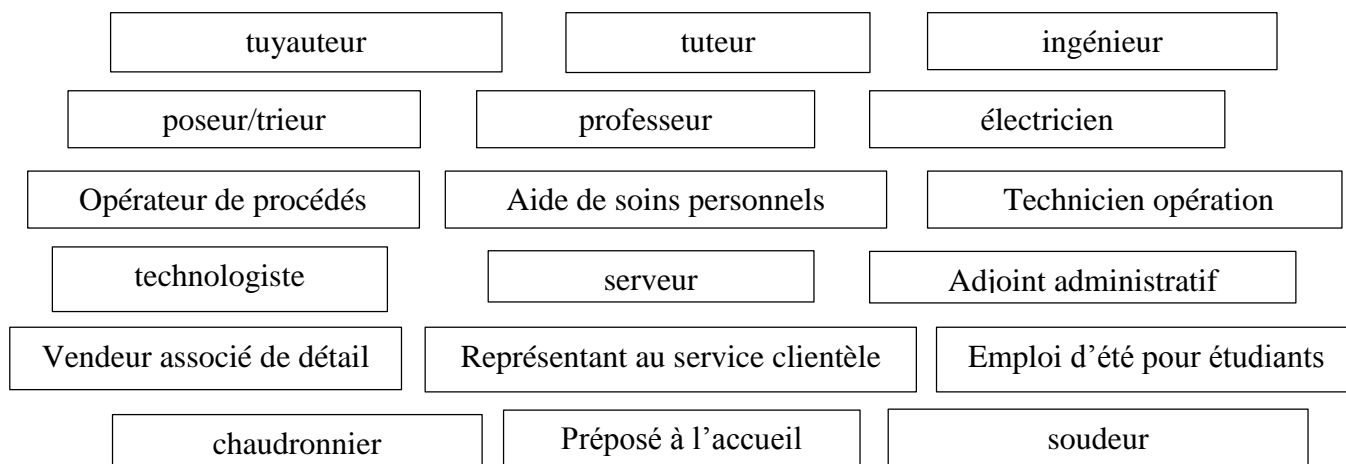 tuyauteur tuteur ingénieur
poseur/trieur professeur électricien
Opérateur de procédés Aide de soins personnels Technicien opération
technologiste serveur Adjoint administratif
Vendeur associé de détail Représentant au service clientèle Emploi d’été pour étudiants
chaudronnier Préposé à l’accueil soudeur